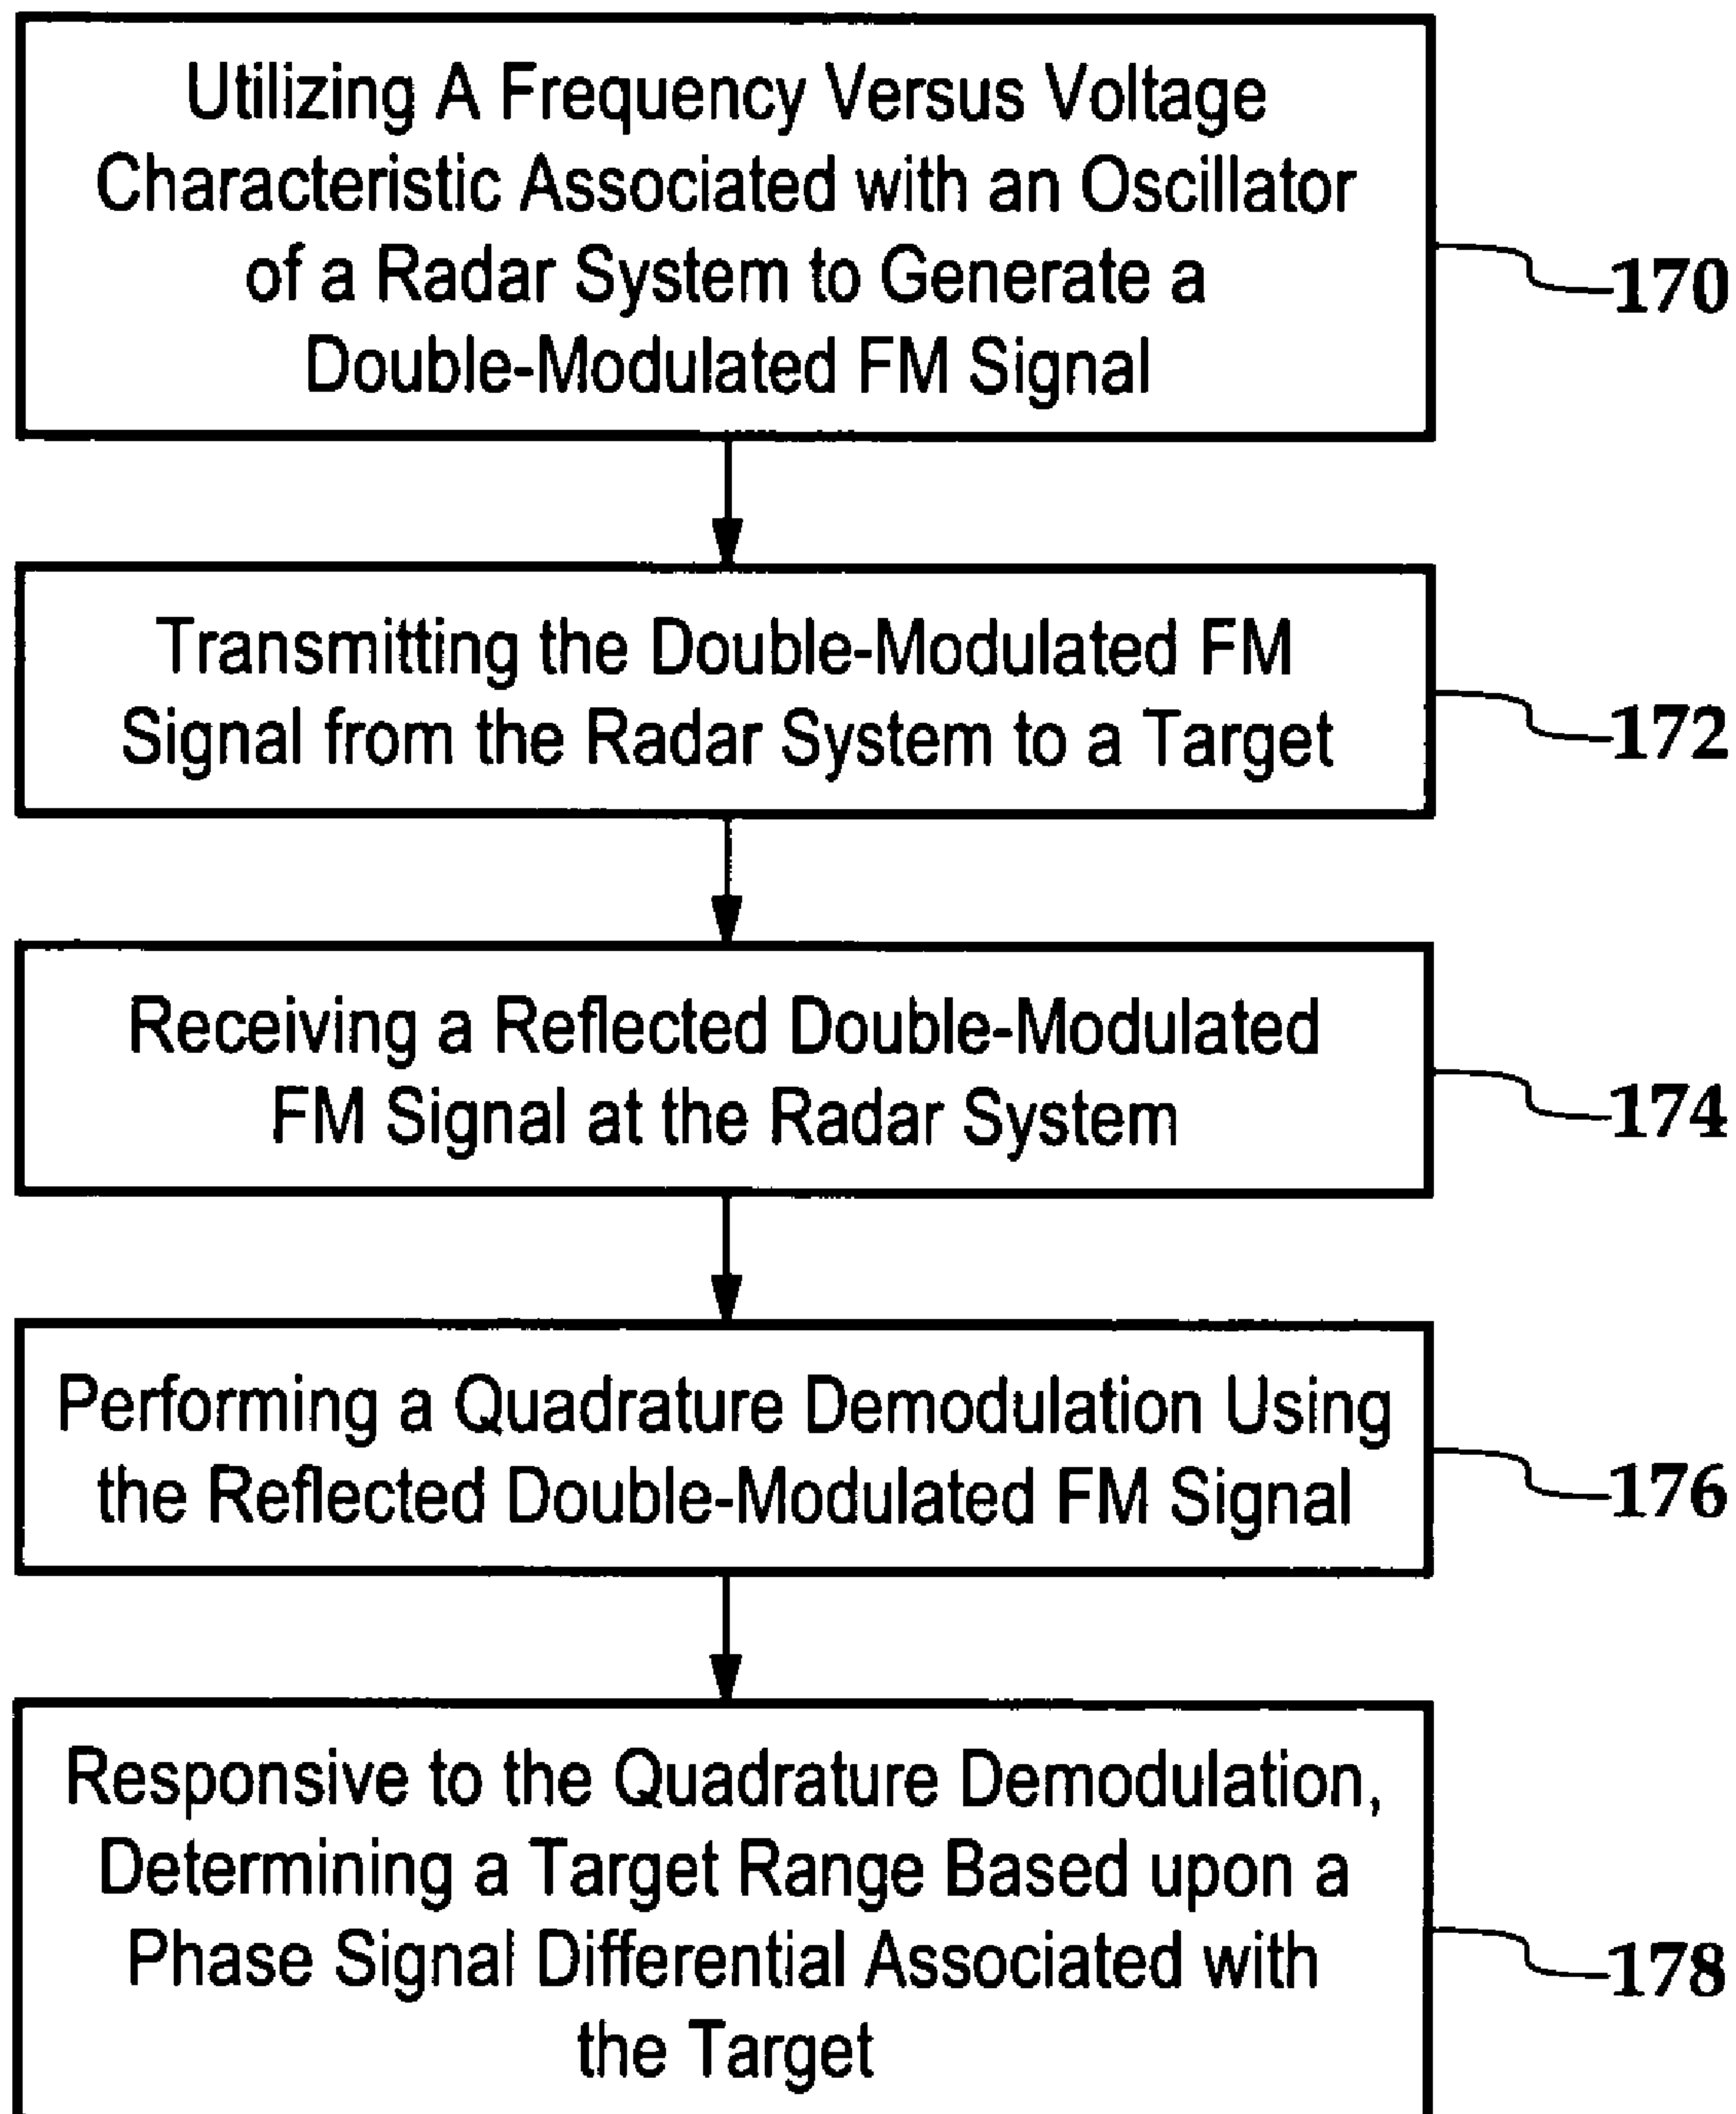 Utilizing A Frequency Versus Voltage
Characteristic Associated with an Oscillator
of a Radar System to Generate a
Double-Modulated FM Signal
170
Transmitting the Double-Modulated FM
Signal from the Radar System to a Target
172
Receiving a Reflected Double-Modulated
FM Signal at the Radar System
174
Performing a Quadrature Demodulation Using
the Reflected Double-Modulated FM Signal
176
Responsive to the Quadrature Demodulation,
Determining a Target Range Based upon a
Phase Signal Differential Associated with
the Target
178